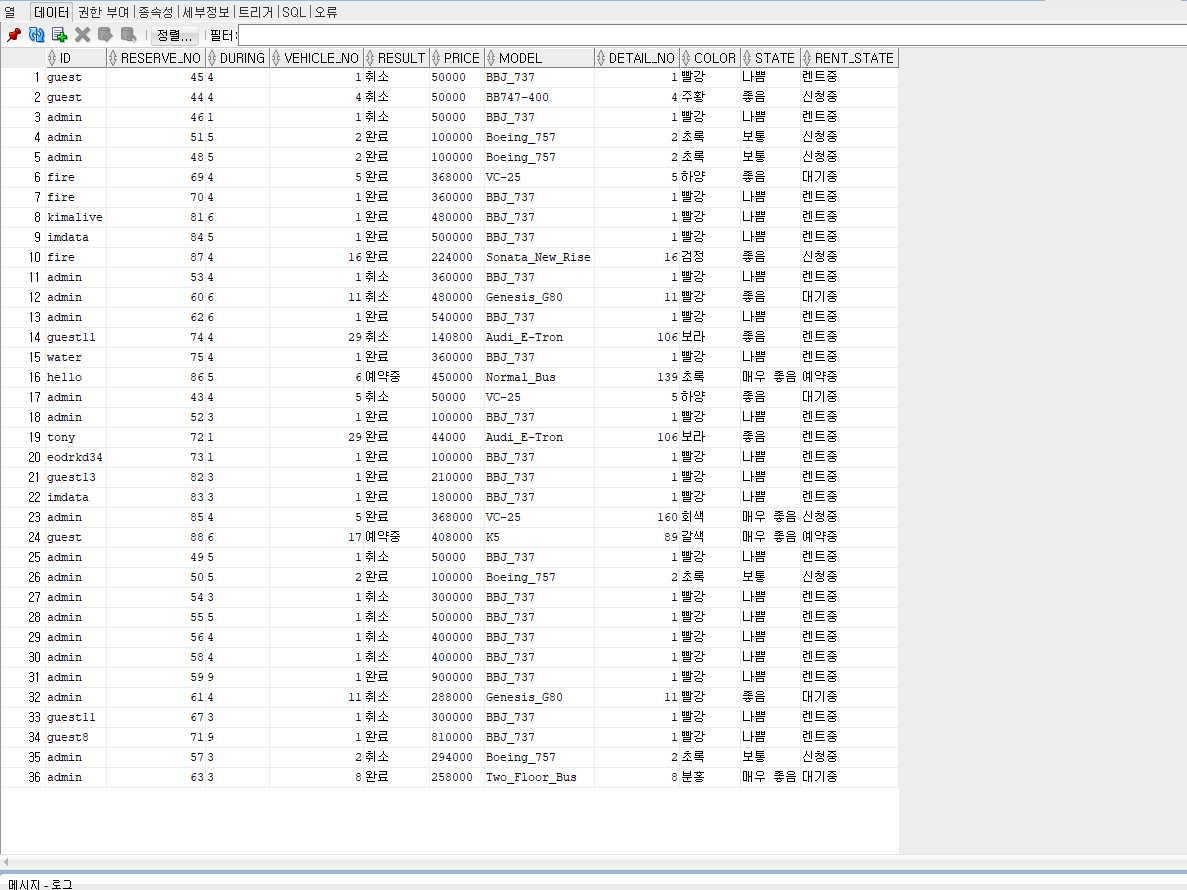 열 데이터 권한 부여 종속성 세부정보 트리거 SQL 오류
정렬... 필터:
ID RESERVE_NO DURING VEHICLE_NO RESULT PRICE MODEL DETAIL_NO COLOR STATE RENT_STATE
1 guest 45 4 1 취소 50000 BBJ_737 1 빨강 나쁨 렌트중
2 guest 44 4 4 취소 50000 BB747-400 4 주황 좋음 신청중
3 admin 46 1 1 취소 50000 BBJ_737 1 빨강 나쁨 렌트중
4 admin 51 5 2 완료 100000 Boeing_757 2 초록 보통 신청중
5 admin 48 5 2 완료 100000 Boeing_757 2 초록 보통 신청중
6 fire 69 4 5 완료 368000 VC-25 5 하양 좋음 대기중
7 fire 70 4 1 완료 360000 BBJ_737 1 빨강 나쁨 렌트중
8 kimalive 81 6 1 완료 480000 BBJ_737 1 빨강 나쁨 렌트중
9 imdata 84 5 1 완료 500000 BBJ_737 1 빨강 나쁨 렌트중
10 fire 87 4 16 완료 224000 Sonata_New_Rise 16 검정 좋음 신청중
11 admin 53 4 1 취소 360000 BBJ_737 1 빨강 나쁨 렌트중
12 admin 60 6 11 취소 480000 Genesis_G80 11 빨강 좋음 대기중
13 admin 62 6 1 완료 540000 BBJ_737 1 빨강 나쁨 렌트중
14 guest11 74 4 29 취소 140800 Audi_E-Tron 106 보라 좋음 렌트중
15 water 75 4 1 완료 360000 BBJ_737 1 빨강 나쁨 렌트중
16 hello 86 5 6 예약중 450000 Normal_Bus 139 초록 매우 좋음 예약중
17 admin 43 4 5 취소 50000 VC-25 5 하양 좋음 대기중
18 admin 52 3 1 완료 100000 BBJ_737 1 빨강 나쁨 렌트중
19 tony 72 1 29 완료 44000 Audi_E-Tron 106 보라 좋음 렌트중
20 eodrkd34 73 1 1 완료 100000 BBJ_737 1 빨강 나쁨 렌트중
21 guest13 82 3 1 완료 210000 BBJ_737 1 빨강 나쁨 렌트중
22 imdata 83 3 1 완료 180000 BBJ_737 1 빨강 나쁨 렌트중
23 admin 85 4 5 완료 368000 VC-25 160 회색 매우 좋음 신청중
24 guest 88 6 17 예약중 408000 K5 89 갈색 매우 좋음 예약중
25 admin 49 5 1 취소 50000 BBJ_737 1 빨강 나쁨 렌트중
26 admin 50 5 2 완료 100000 Boeing_757 2 초록 보통 신청중
27 admin 54 3 1 취소 300000 BBJ_737 1 빨강 나쁨 렌트중
28 admin 55 5 1 취소 500000 BBJ_737 1 빨강 나쁨 렌트중
29 admin 56 4 1 취소 400000 BBJ_737 1 빨강 나쁨 렌트중
30 admin 58 4 1 취소 400000 BBJ_737 1 빨강 나쁨 렌트중
31 admin 59 9 1 완료 900000 BBJ_737 1 빨강 나쁨 렌트중
32 admin 61 4 11 취소 288000 Genesis_G80 11 빨강 좋음 대기중
33 guest11 67 3 1 취소 300000 BBJ_737 1 빨강 나쁨 렌트중
34 guest8 71 9 1 완료 810000 BBJ_737 1 빨강 나쁨 렌트중
35 admin 57 3 2 취소 294000 Boeing_757 2 초록 보통 신청중
36 admin 63 3 8 완료 258000 Two_Floor_Bus 8 분홍 매우 좋음 대기중
메시지 - 로그